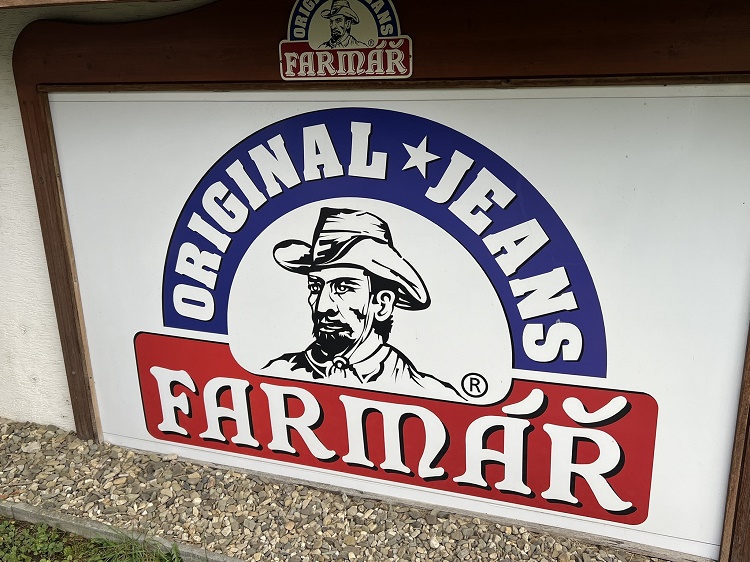 ORIGINAL JEANS
FARMÁŘ
®
ORIGINAL ★ JEANS
®
FARMÁŘ